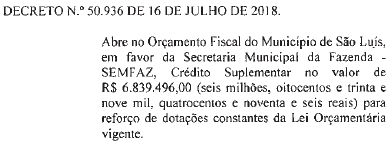 DECRETO N.º 50.936 DE 16 DE JULHO DE 2018.
Abre no Orçamento Fiscal do Município de São Luís,
em favor da Secretaria Municipal da Fazenda -
SEMFAZ, Crédito Suplementar no valor de
R$ 6.839.496,00 (seis milhões, oitocentos e trinta e
nove mil, quatrocentos e noventa e seis reais) para
reforço de dotações constantes da Lei Orçamentária
vigente.